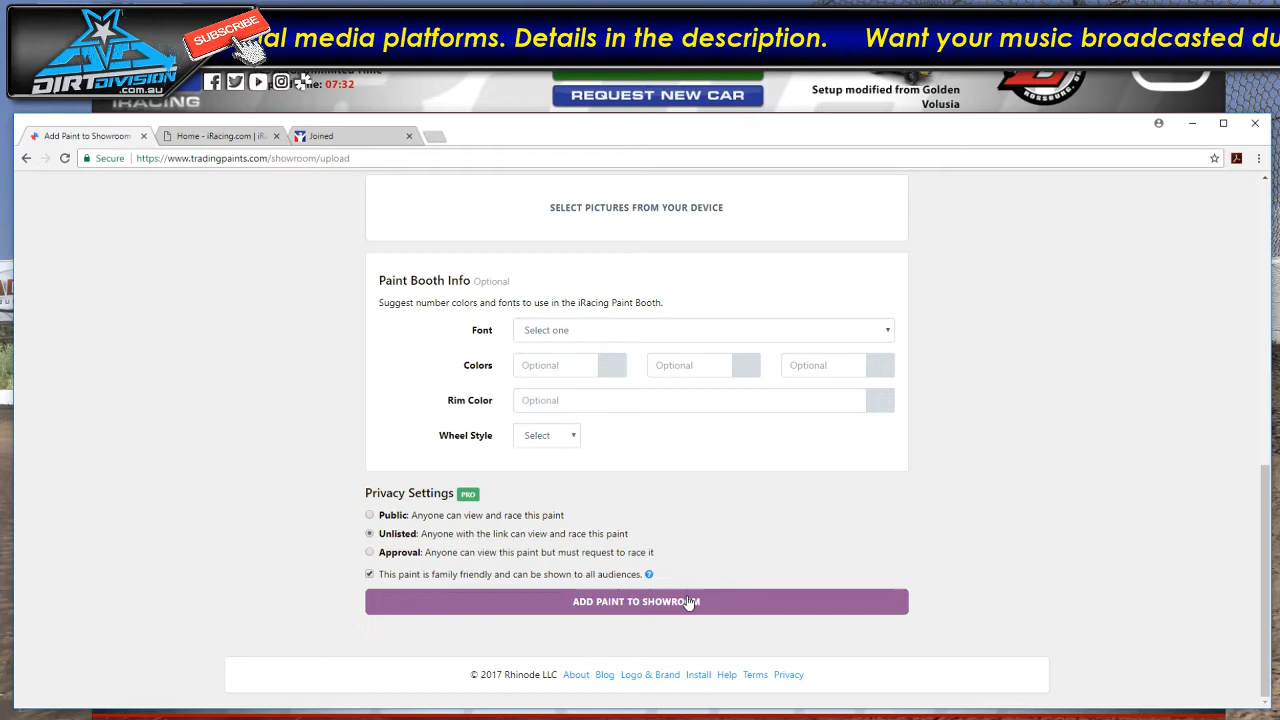 SUBSCRIBE
al media platforms. Details in the description. Want your music broadcasted du
DIRTDIVISION
.com.au
07:32
REQUEST NEW CAR
Setup modified from Golden
Volusia
iRACING
Add Paint to Showroom
Home - iRacing.com | iR
Joined
Secure
https://www.tradingpaints.com/showroom/upload
SELECT PICTURES FROM YOUR DEVICE
Paint Booth Info Optional
Suggest number colors and fonts to use in the iRacing Paint Booth.
Font Select one
Colors Optional Optional Optional
Rim Color Optional
Wheel Style Select
Privacy Settings PRO
Public: Anyone can view and race this paint
Unlisted: Anyone with the link can view and race this paint
Approval: Anyone can view this paint but must request to race it
This paint is family friendly and can be shown to all audiences. ?
ADD PAINT TO SHOWROOM
© 2017 Rhinode LLC About Blog Logo & Brand Install Help Terms Privacy